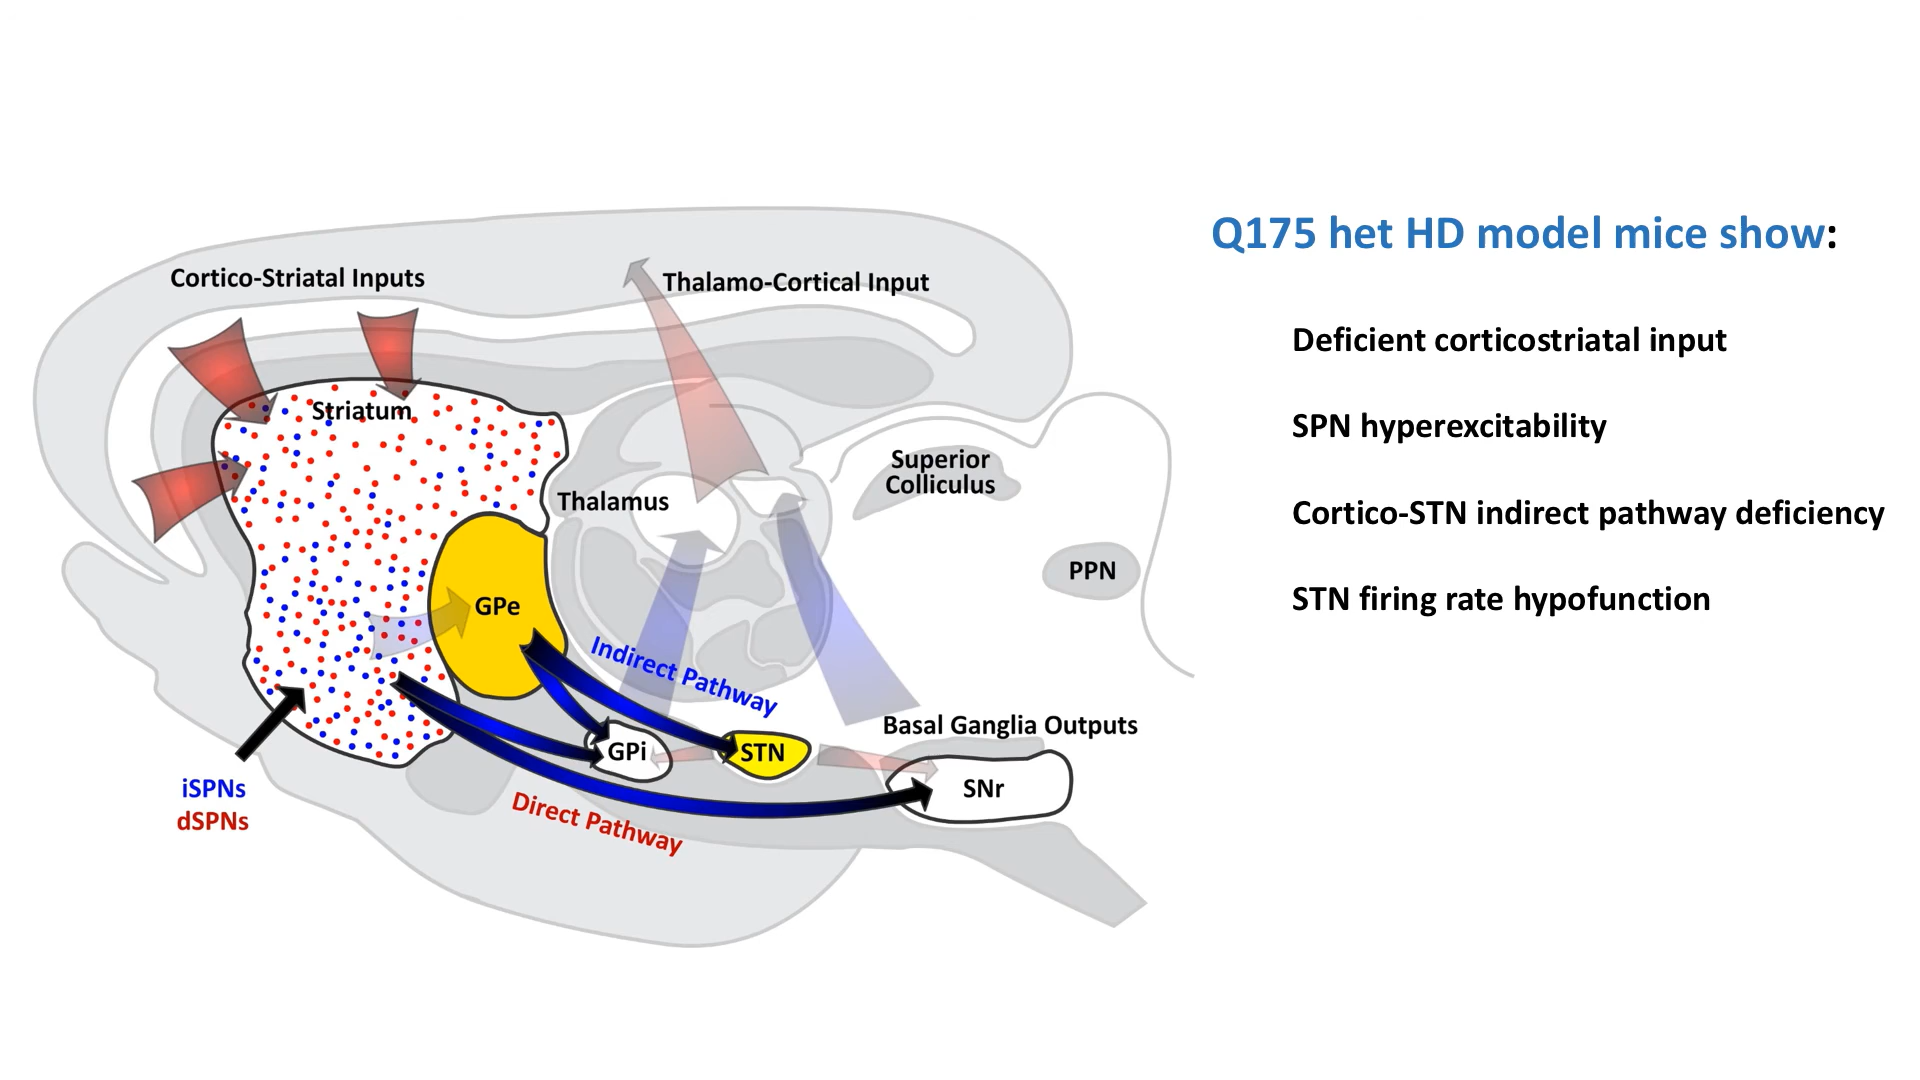 Q175 het HD model mice show:
Deficient corticostriatal input
SPN hyperexcitability
Cortico-STN indirect pathway deficiency
STN firing rate hypofunction
Cortico-Striatal Inputs
Thalamo-Cortical Input
Striatum
Superior
Colliculus
Thalamus
PPN
GPe
Indirect Pathway
Basal Ganglia Outputs
GPi
STN
SNr
iSPNs
dSPNs
Direct Pathway